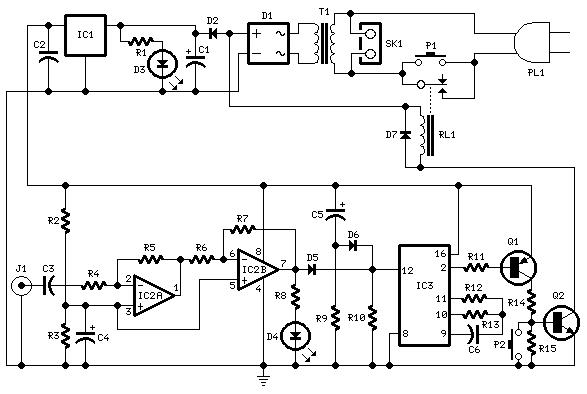 C2
IC1
R1
D3
C1
D2
D1
T1
SK1
P1
PL1
D7
RL1
R2
R7
C5
D6
J1
C3
R4
R5
R6
2
3
1
IC2A
6
5
8
4
7
IC2B
D5
R8
D4
R9
R10
R3
C4
12
IC3
8
16
2
11
10
9
R11
R12
R13
C6
Q1
R14
Q2
P2
R15